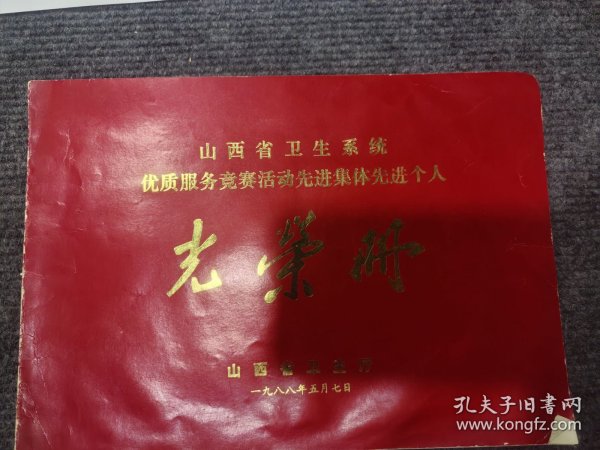 山西省卫生系统
优质服务竞赛活动先进集体先进个人
光荣册
山西省卫生厅
一九八八年五月七日
孔夫子旧书网
www.kongfz.com